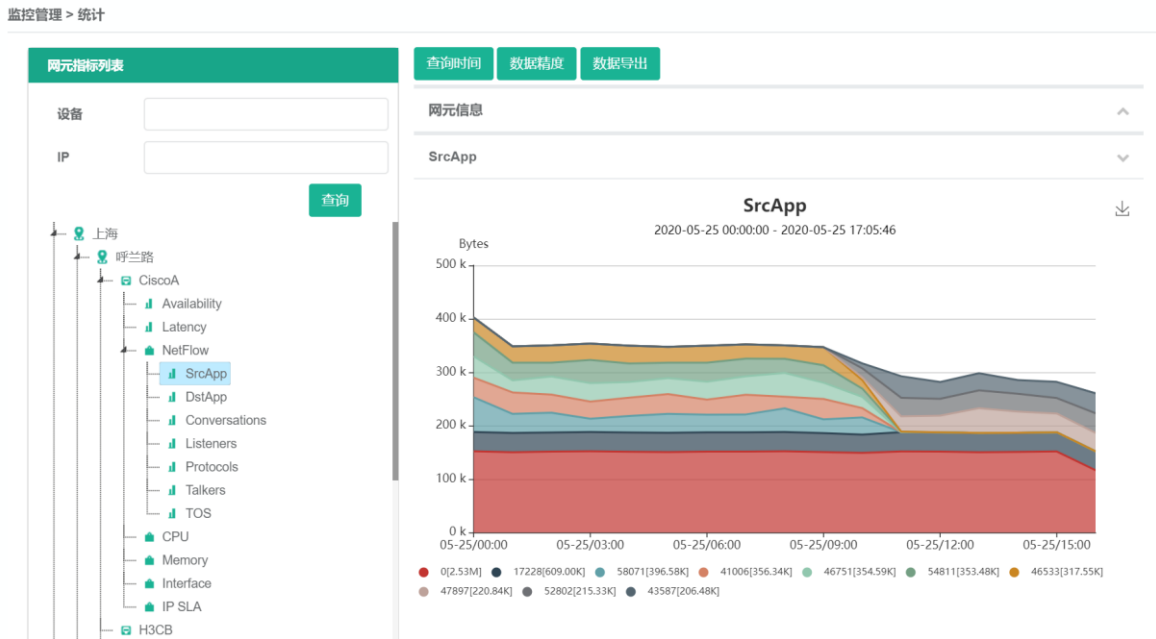 监控管理 > 统计
网元指标列表
设备
IP
查询
上海
呼兰路
CiscoA
Availability
Latency
NetFlow
SrcApp
DstApp
Conversations
Listeners
Protocols
Talkers
TOS
CPU
Memory
Interface
IP SLA
H3CB
查询时间 数据精度 数据导出
网元信息
SrcApp
SrcApp
2020-05-25 00:00:00 - 2020-05-25 17:05:46
Bytes
500 k
400 k
300 k
200 k
100 k
0 k
05-25/00:00 05-25/03:00 05-25/06:00 05-25/09:00 05-25/12:00 05-25/15:00
0[2.53M] 17228[609.00K] 58071[396.58K] 41006[356.34K] 46751[354.59K] 54811[353.48K] 46533[317.55K]
47897[220.84K] 52802[215.33K] 43587[206.48K]